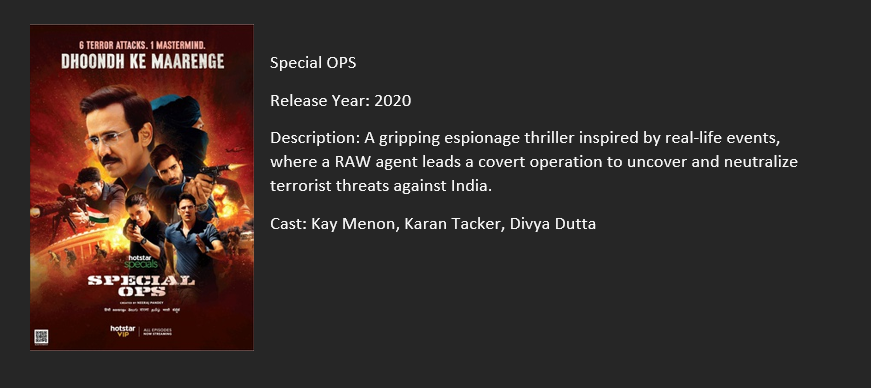 6 TERROR ATTACKS. 1 MASTERMIND.
DHOONDH KE MAARENGE
hotstar
specials
SPECIAL
OPS
CREATED BY NEERAJ PANDEY
hotstar
VIP
ALL EPISODES
NOW STREAMING
Special OPS
Release Year: 2020
Description: A gripping espionage thriller inspired by real-life events,
where a RAW agent leads a covert operation to uncover and neutralize
terrorist threats against India.
Cast: Kay Menon, Karan Tacker, Divya Dutta